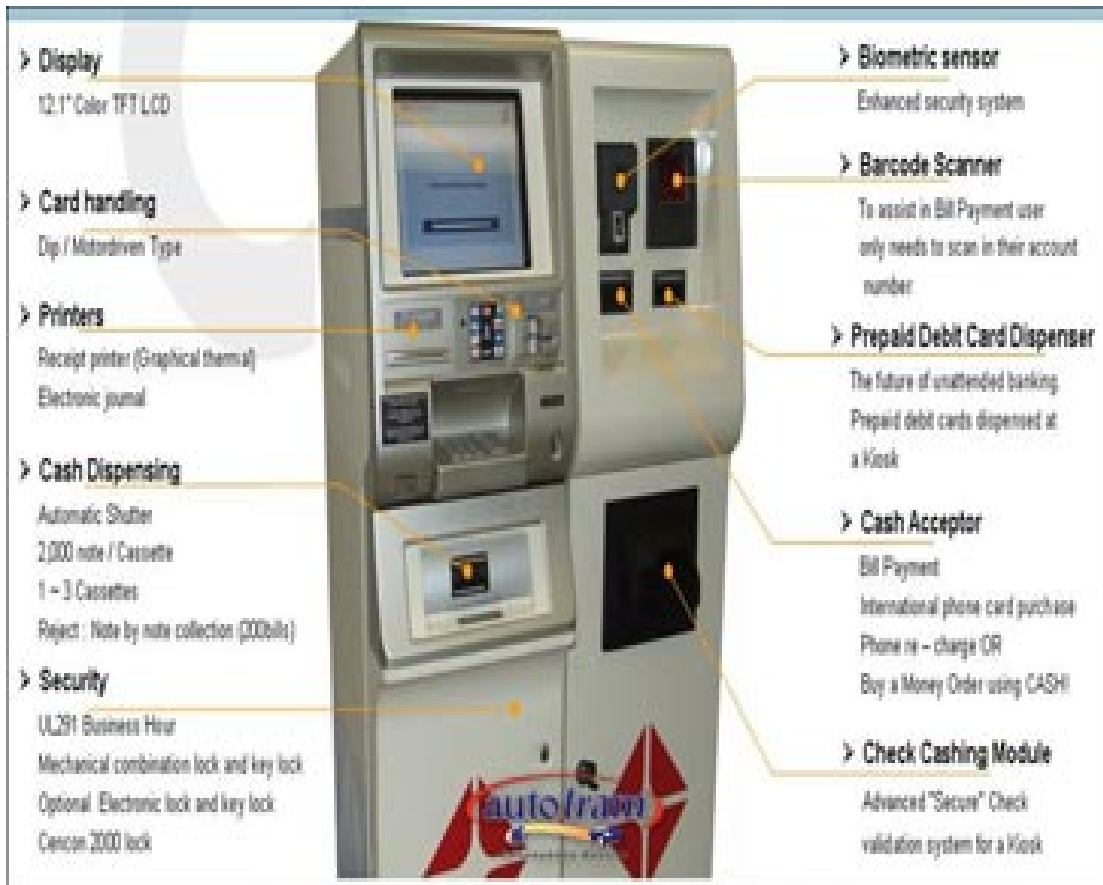 > Display
12.1" Color TFT LCD
> Card handling
Dip / Motordriven Type
> Printers
Receipt printer (Graphical thermal)
Electronic journal
> Cash Dispensing
Automatic Shutter
2,000 note / Cassette
1 ~ 3 Cassettes
Reject : Note by note collection (200bills)
> Security
UL291 Business Hour
Mechanical combination lock and key lock
Optional Electronic lock and key lock
Cencon 2000 lock
> Biometric sensor
Enhanced security system
> Barcode Scanner
To assist in Bill Payment user
only needs to scan in their account
number
> Prepaid Debit Card Dispenser
The future of unattended banking.
Prepaid debit cards dispensed at
a Kiosk
> Cash Acceptor
Bill Payment
International phone card purchase
Phone re – charge OR
Buy a Money Order using CASH!
> Check Cashing Module
Advanced "Secure" Check
validation system for a Kiosk
autofrain